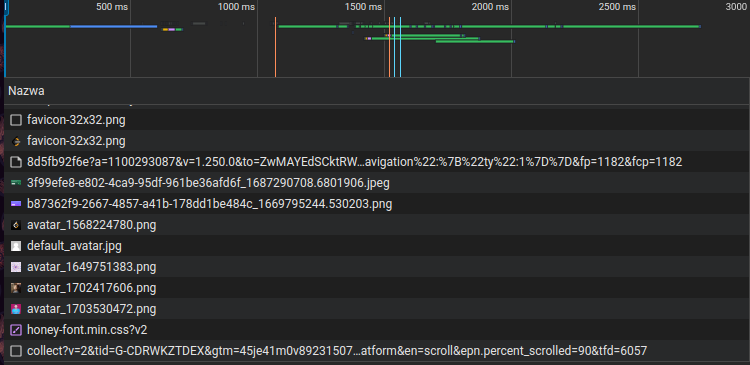 500 ms 1000 ms 1500 ms 2000 ms 2500 ms 3000
Nazwa
favicon-32x32.png
favicon-32x32.png
8d5fb92f6e?a=1100293087&v=1.250.0&to=ZwMAYEdSCktRW…avigation%22:%7B%22ty%22:1%7D%7D&fp=1182&fcp=1182
3f99efe8-e802-4ca9-95df-961be36afd6f_1687290708.6801906.jpeg
b87362f9-2667-4857-a41b-178dd1be484c_1669795244.530203.png
avatar_1568224780.png
default_avatar.jpg
avatar_1649751383.png
avatar_1702417606.png
avatar_1703530472.png
honey-font.min.css?v2
collect?v=2&tid=G-CDRWKZTDEX&gtm=45je41m0v89231507…atform&en=scroll&epn.percent_scrolled=90&tfd=6057